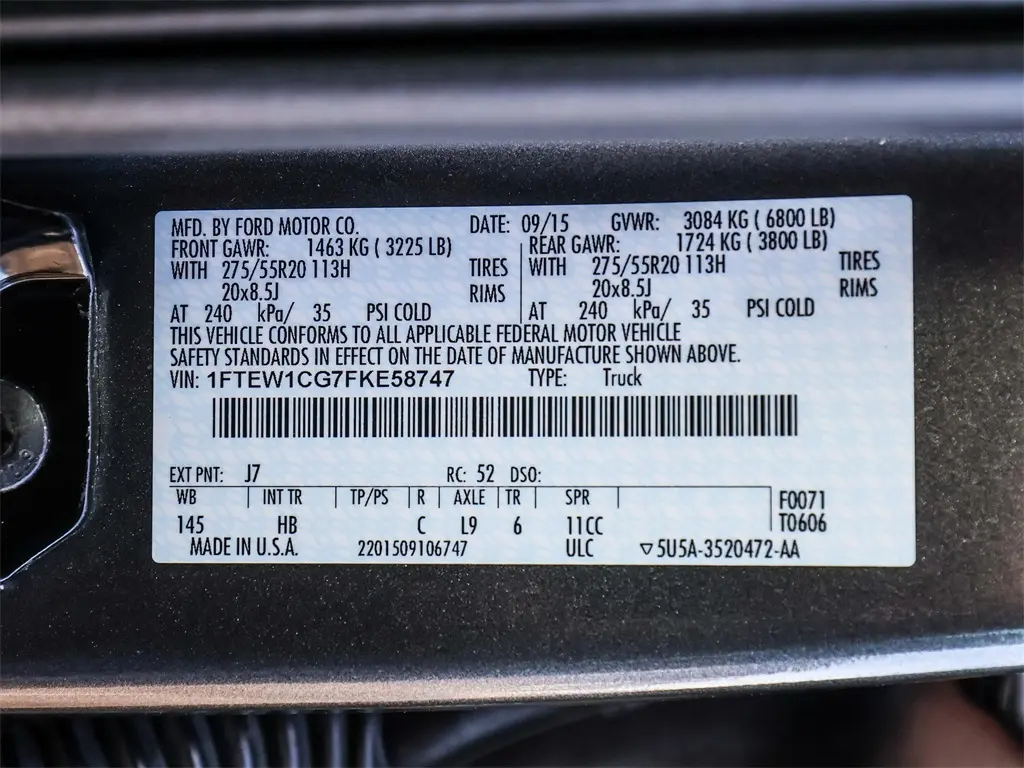 MFD. BY FORD MOTOR CO. DATE: 09/15 GVWR: 3084 KG ( 6800 LB)
FRONT GAWR: 1463 KG ( 3225 LB) REAR GAWR: 1724 KG ( 3800 LB)
WITH 275/55R20 113H TIRES WITH 275/55R20 113H TIRES
20x8.5J RIMS 20x8.5J RIMS
AT 240 kPa/ 35 PSI COLD AT 240 kPa/ 35 PSI COLD
THIS VEHICLE CONFORMS TO ALL APPLICABLE FEDERAL MOTOR VEHICLE
SAFETY STANDARDS IN EFFECT ON THE DATE OF MANUFACTURE SHOWN ABOVE.
VIN: 1FTEW1CG7FKE58747 TYPE: Truck
EXT PNT: J7 RC: 52 DSO:
WB INT TR TP/PS R AXLE TR SPR F0071
145 HB C L9 6 11CC T0606
MADE IN U.S.A. 2201509106747 ULC ▽5U5A-3520472-AA